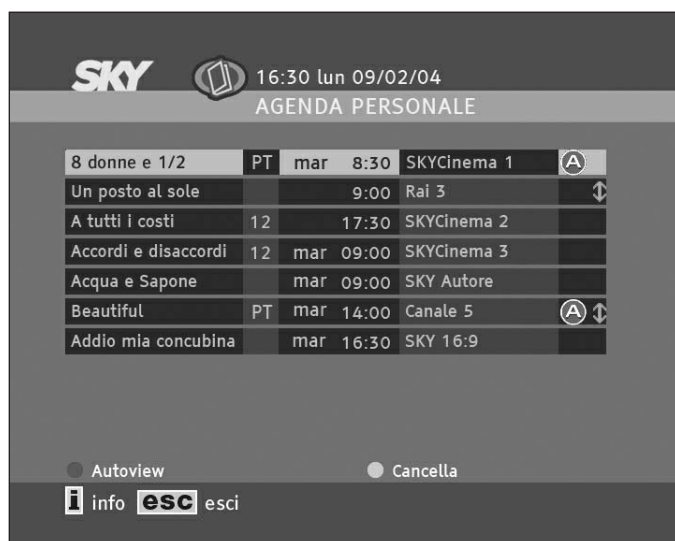 SKY 16:30 lun 09/02/04
AGENDA PERSONALE
8 donne e 1/2 PT mar 8:30 SKYCinema 1 A
Un posto al sole 9:00 Rai 3
A tutti i costi 12 17:30 SKYCinema 2
Accordi e disaccordi 12 mar 09:00 SKYCinema 3
Acqua e Sapone mar 09:00 SKY Autore
Beautiful PT mar 14:00 Canale 5 A
Addio mia concubina mar 16:30 SKY 16:9
Autoview Cancella
i info esc esci